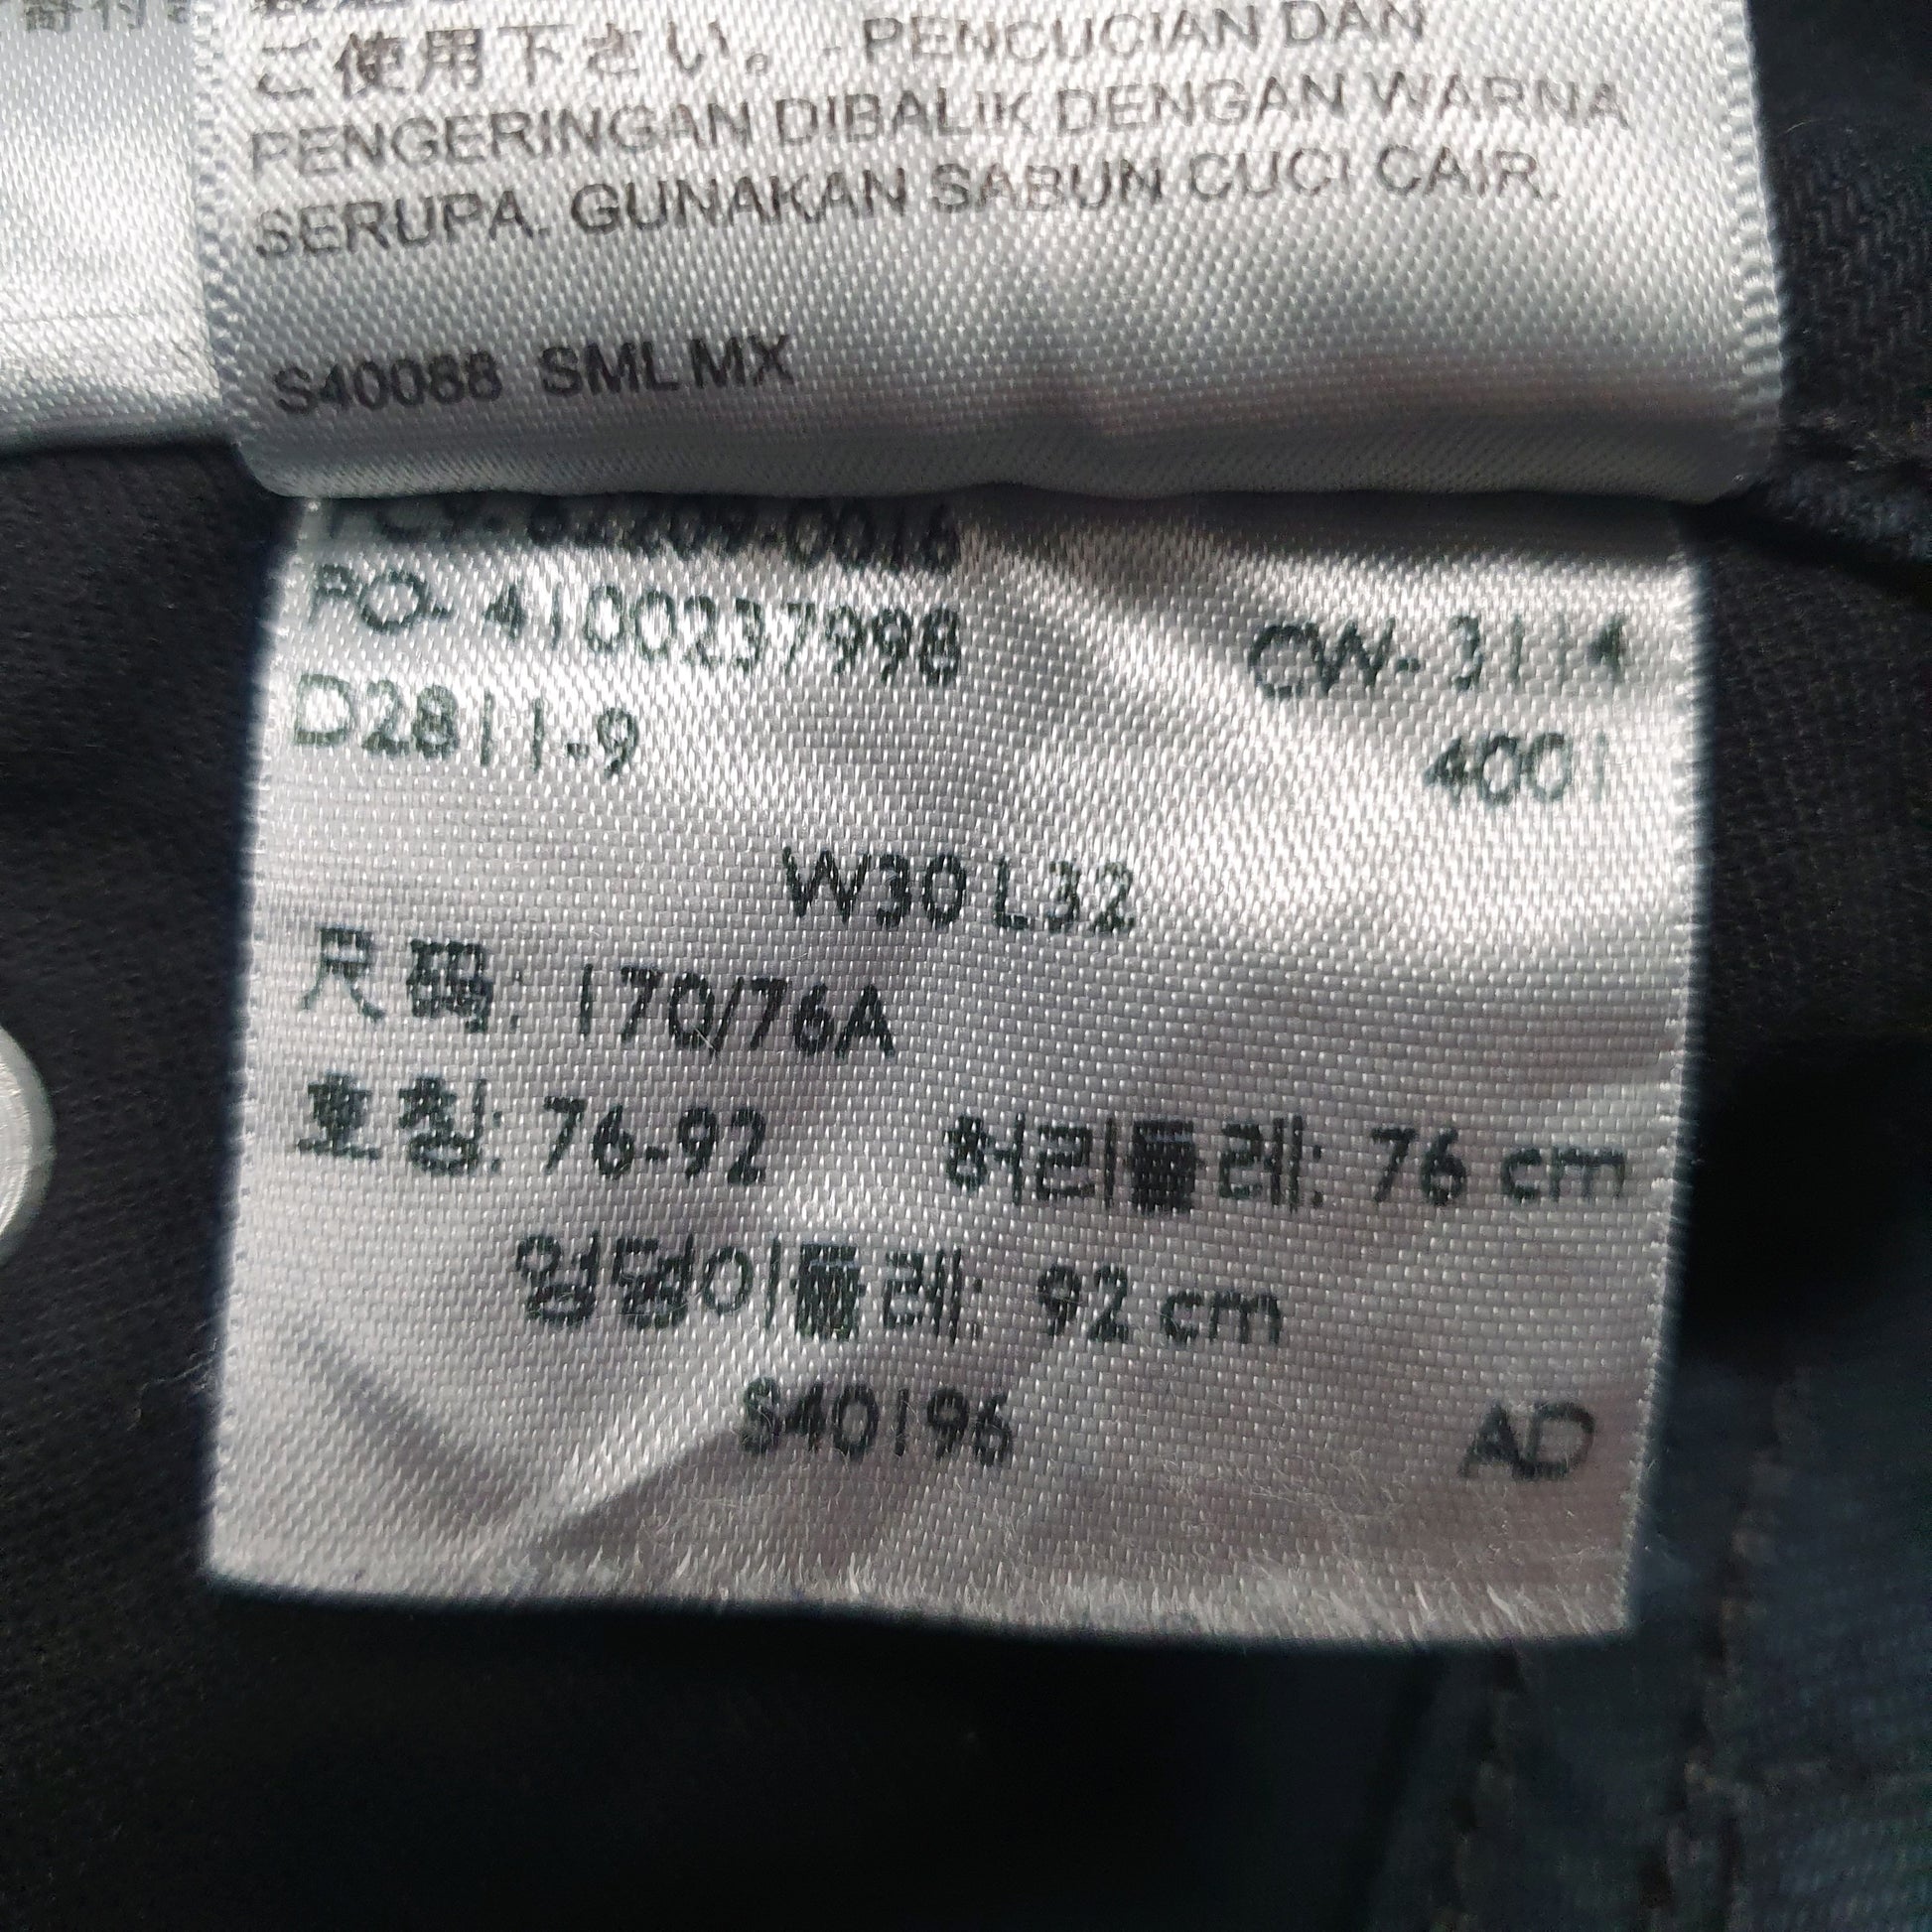 ご使用下さい。- PENCUCIAN DAN
PENGERINGAN DIBALIK DENGAN WARNA
SERUPA. GUNAKAN SABUN CUCI CAIR.
S40088 SML MX
PO- 4100237998 CW- 3114
D2811-9 4001
W30 L32
尺码: 170/76A
호칭: 76-92 허리둘레: 76 cm
엉덩이둘레: 92 cm
S40196 AD